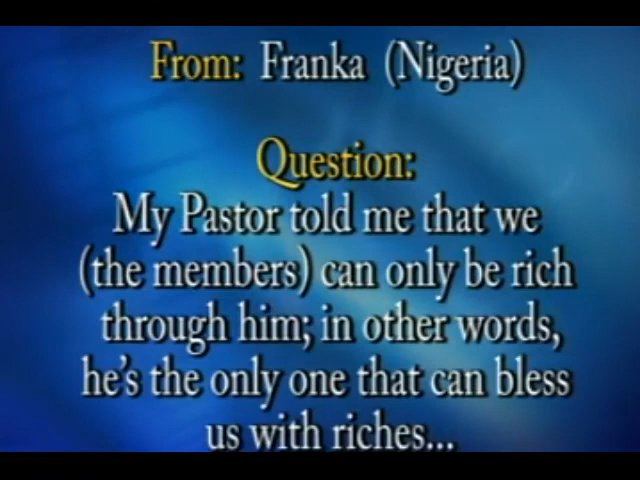 From: Franka (Nigeria)
Question:
My Pastor told me that we
(the members) can only be rich
through him; in other words,
he's the only one that can bless
us with riches...